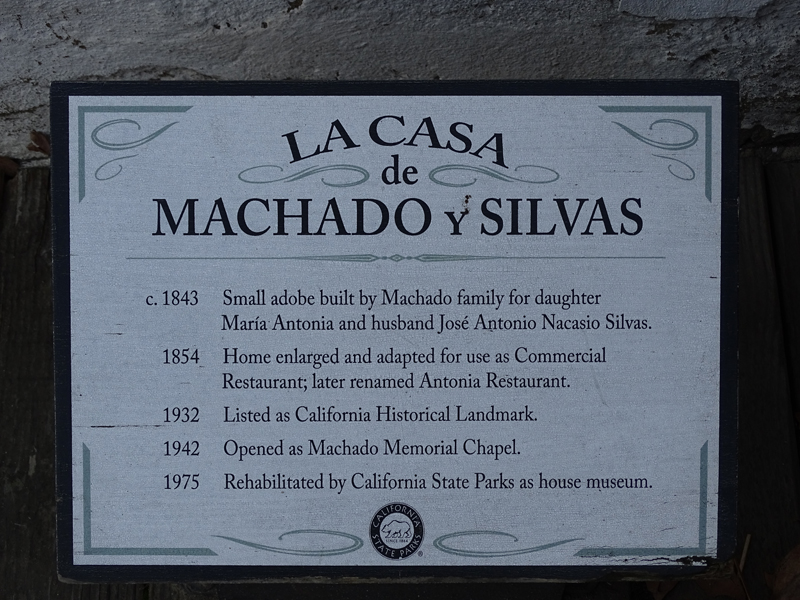 LA CASA
de
MACHADO Y SILVAS
c. 1843 Small adobe built by Machado family for daughter
María Antonia and husband José Antonio Nacasio Silvas.
1854 Home enlarged and adapted for use as Commercial
Restaurant; later renamed Antonia Restaurant.
1932 Listed as California Historical Landmark.
1942 Opened as Machado Memorial Chapel.
1975 Rehabilitated by California State Parks as house museum.
CALIFORNIA
SINCE 1864
STATE PARKS
®